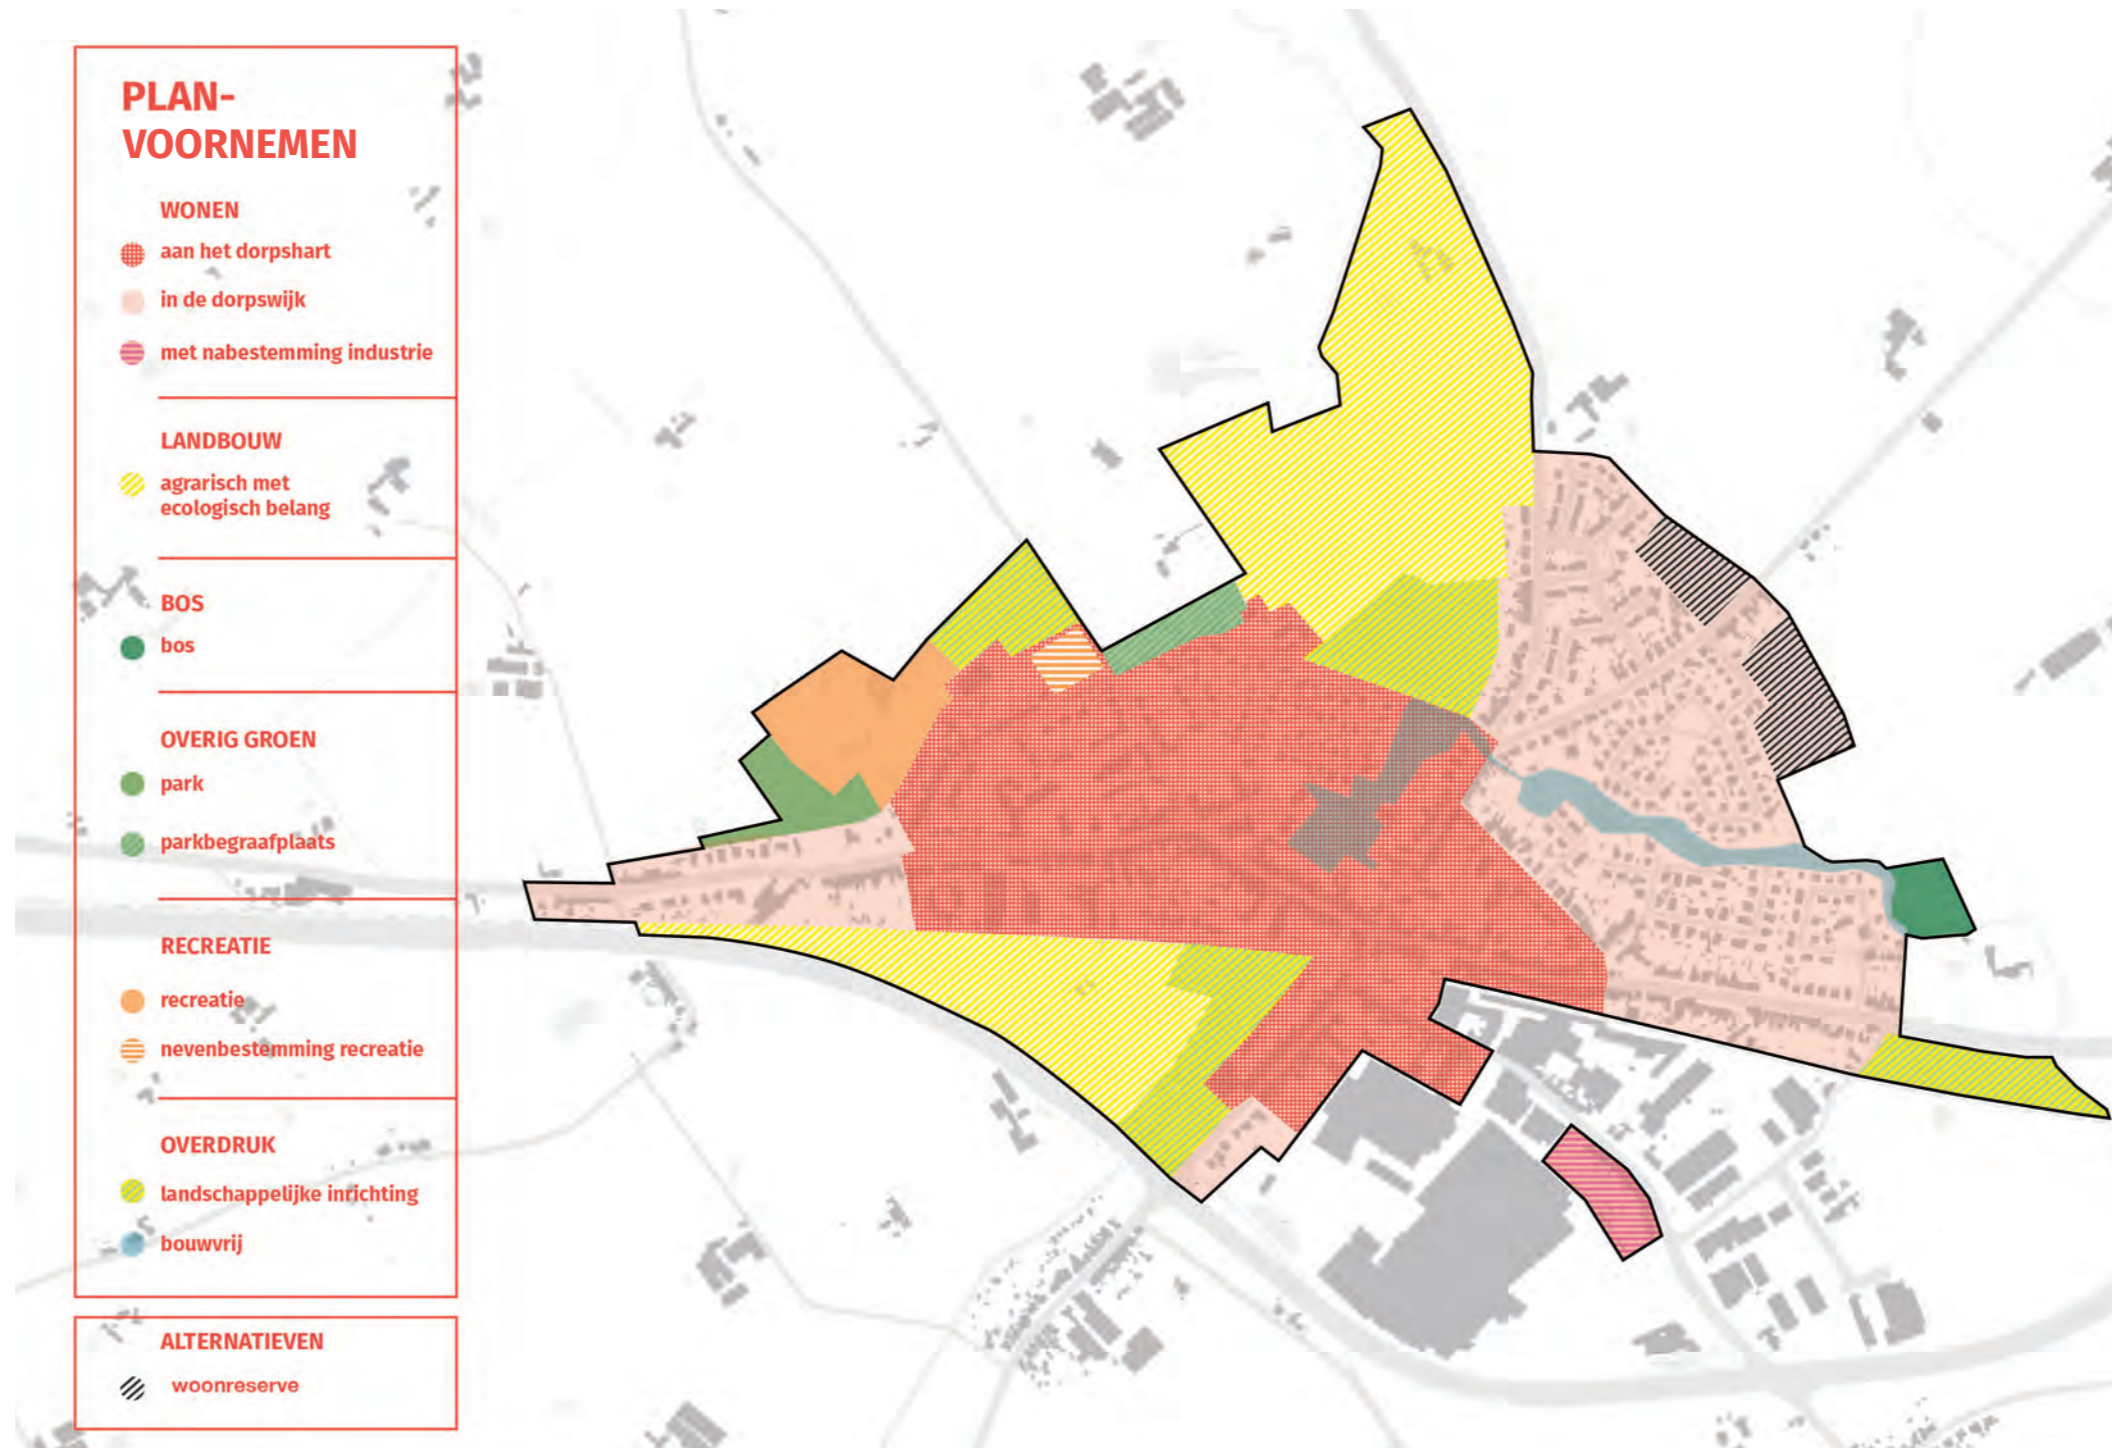 PLAN-
VOORNEMEN
WONEN
aan het dorpshart
in de dorpswijk
met nabestemming industrie
LANDBOUW
agrarisch met
ecologisch belang
BOS
bos
OVERIG GROEN
park
parkbegraafplaats
RECREATIE
recreatie
nevenbestemming recreatie
OVERDRUK
landschappelijke inrichting
bouwvrij
ALTERNATIEVEN
woonreserve